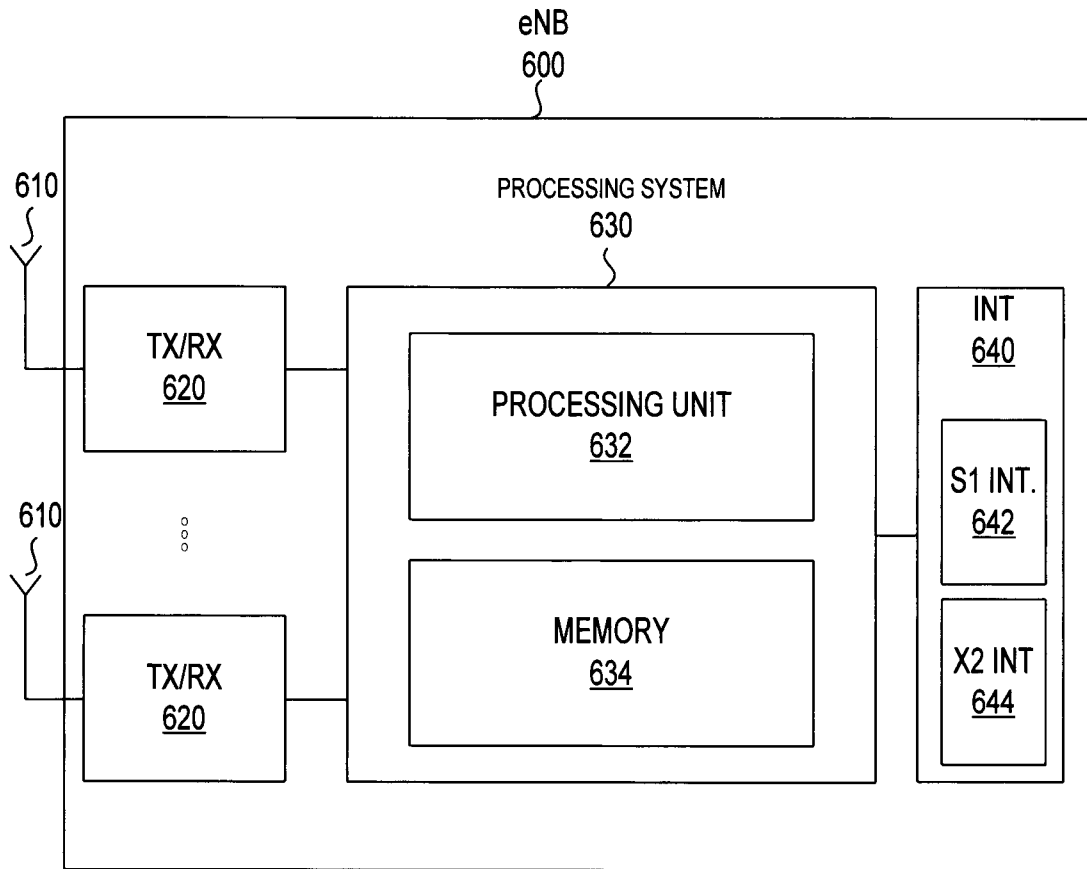 eNB
600
610
PROCESSING SYSTEM
630
TX/RX
620
PROCESSING UNIT
632
INT
640
S1 INT.
642
610
TX/RX
620
MEMORY
634
X2 INT
644